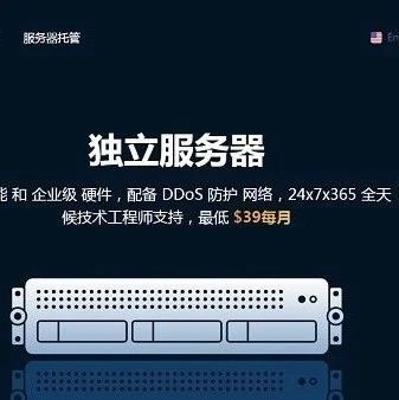 服务器托管
En
独立服务器
能 和 企业级 硬件，配备 DDoS 防护 网络，24x7x365 全天
候技术工程师支持，最低 $39每月